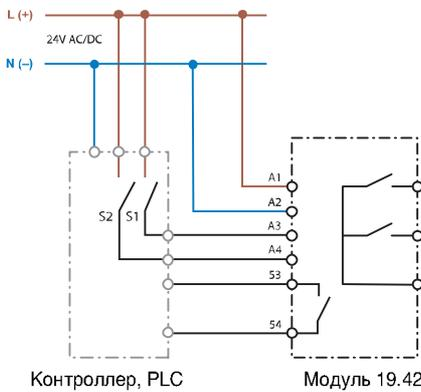 L (+)
24V AC/DC
N (–)
A1
A2
S2 S1
A3
A4
53
54
Контроллер, PLC
Модуль 19.42